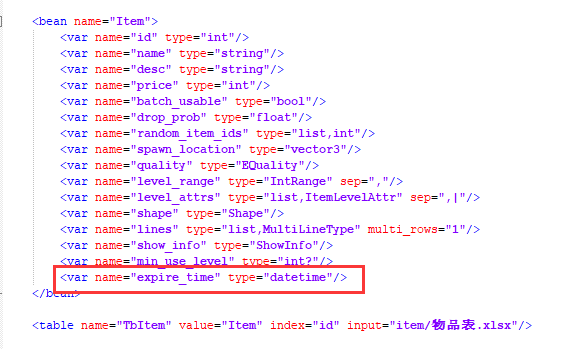 <bean name="Item">
<var name="id" type="int"/>
<var name="name" type="string"/>
<var name="desc" type="string"/>
<var name="price" type="int"/>
<var name="batch_usable" type="bool"/>
<var name="drop_prob" type="float"/>
<var name="random_item_ids" type="list,int"/>
<var name="spawn_location" type="vector3"/>
<var name="quality" type="EQuality"/>
<var name="level_range" type="IntRange" sep=","/>
<var name="level_attrs" type="list,ItemLevelAttr" sep=",|"/>
<var name="shape" type="Shape"/>
<var name="lines" type="list,MultiLineType" multi_rows="1"/>
<var name="show_info" type="ShowInfo"/>
<var name="min_use_level" type="int?"/>
<var name="expire_time" type="datetime"/>
</bean>
<table name="TbItem" value="Item" index="id" input="item/物品表.xlsx"/>